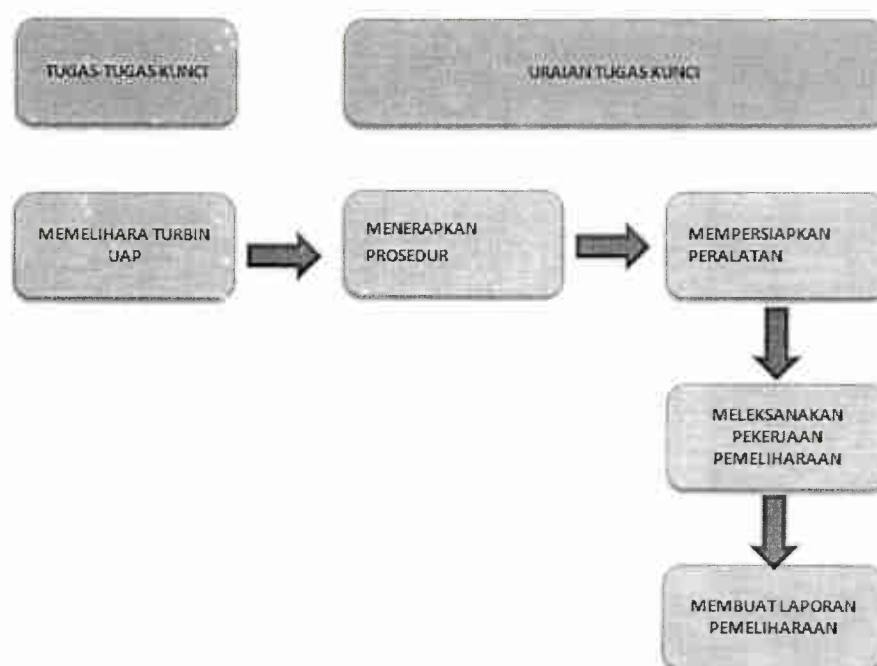 TUGAS-TUGAS KUNCI
URAIAN TUGAS KUNCI
MEMELIHARA TURBIN
UAP
MENERAPKAN
PROSEDUR
MEMPERSIAPKAN
PERALATAN
MELEKSANAKAN
PEKERJAAN
PEMELIHARAAN
MEMBUAT LAPORAN
PEMELIHARAAN